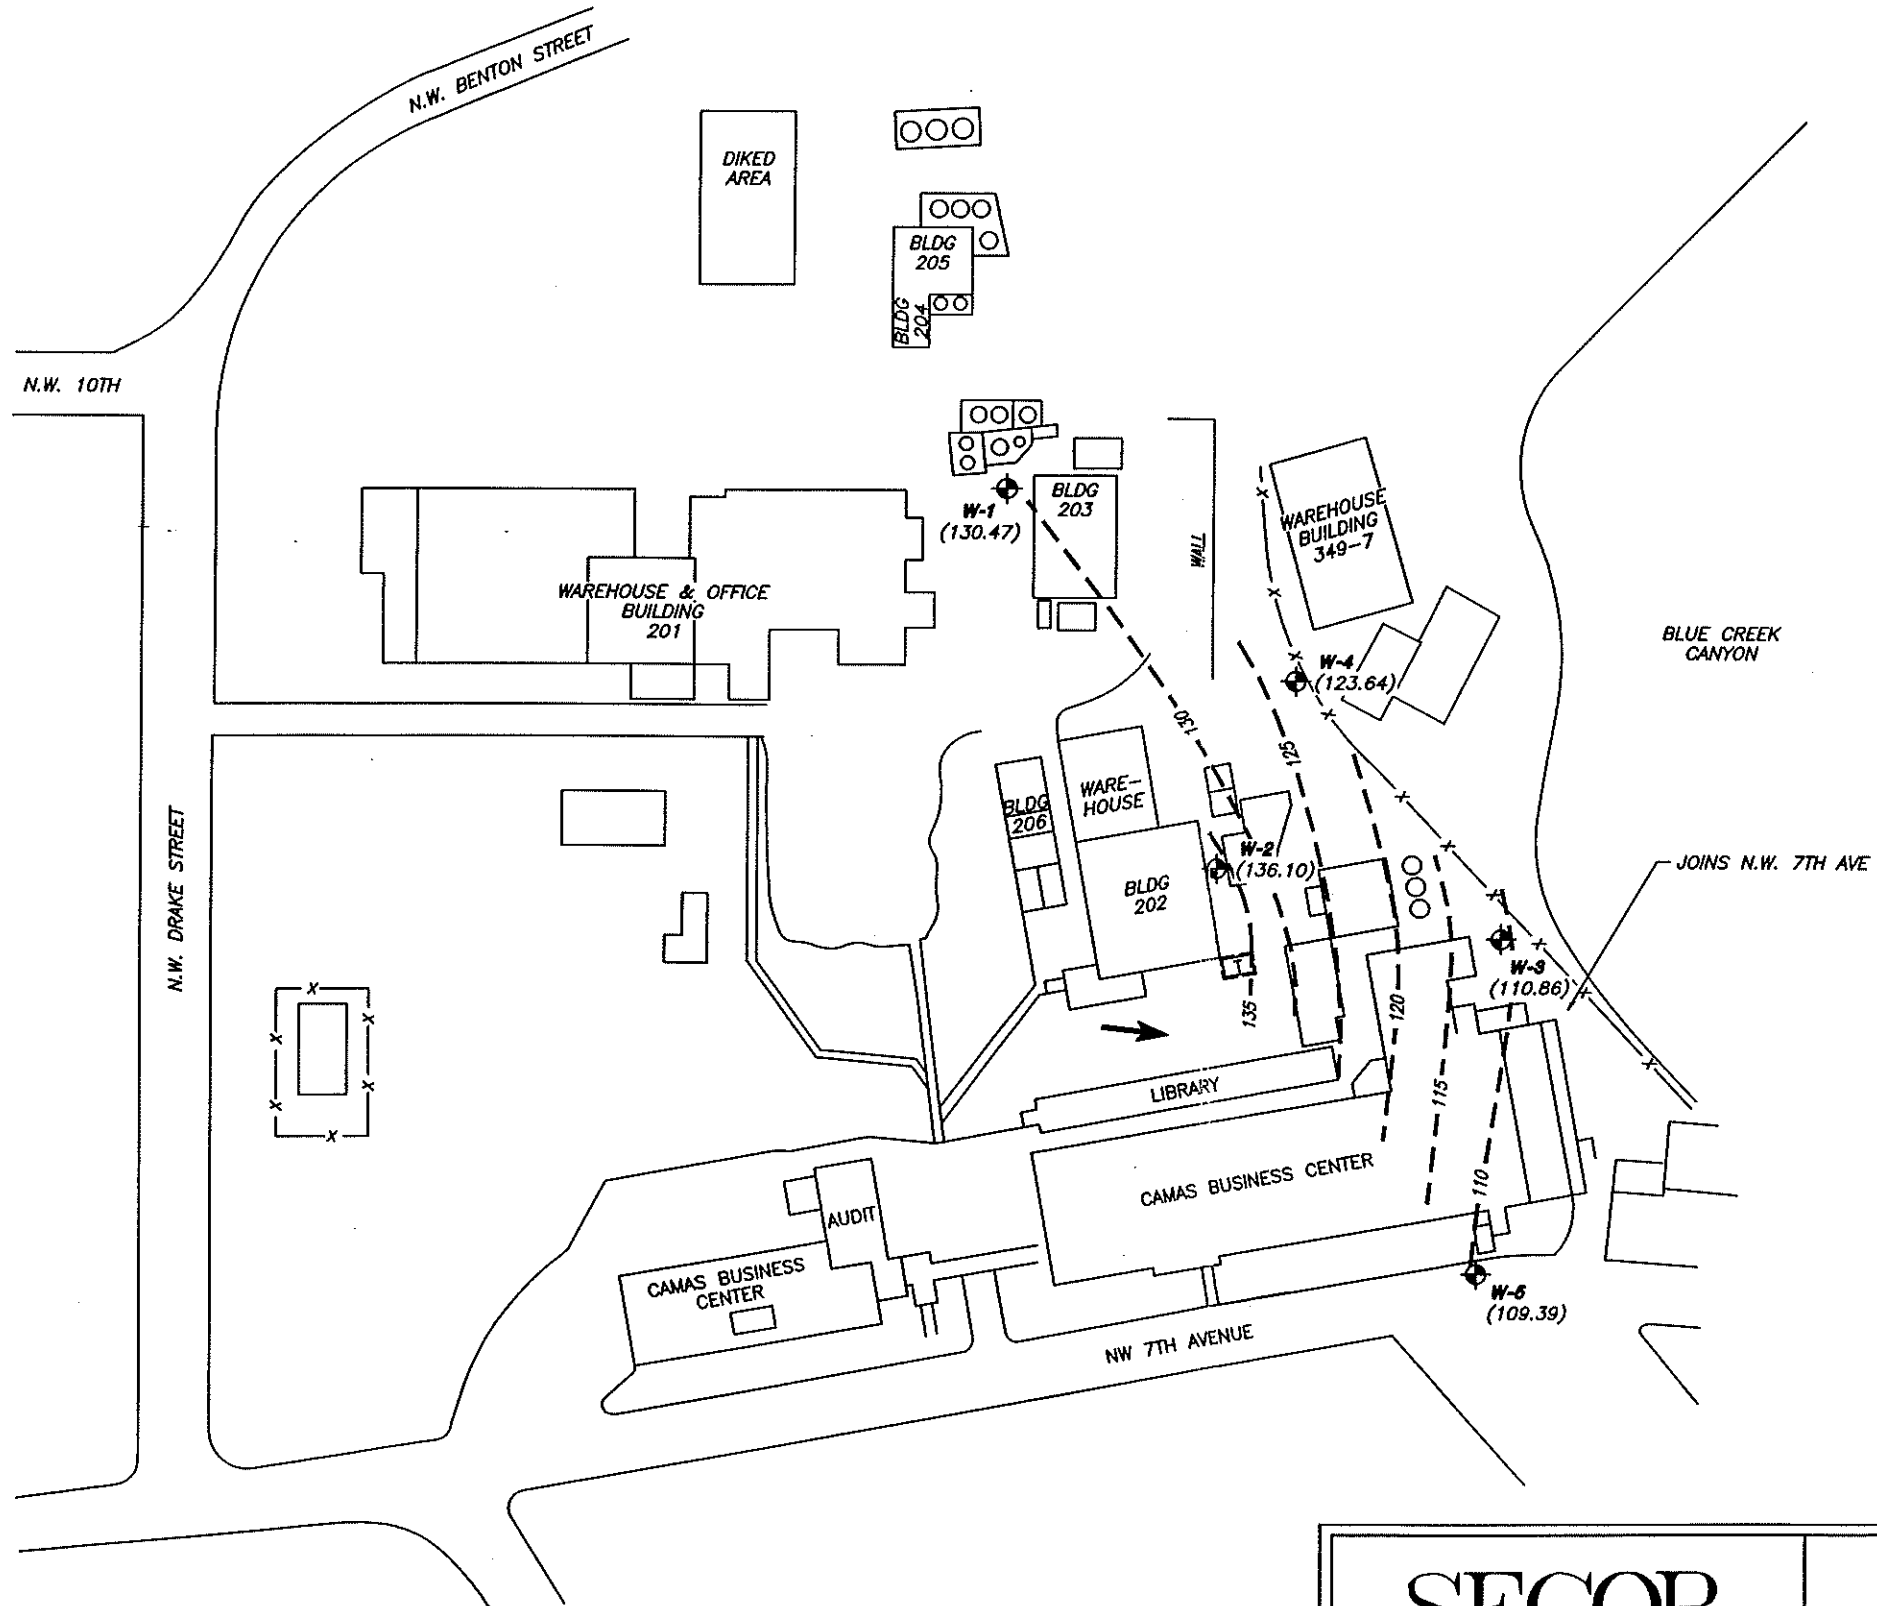 N.W. BENTON STREET
DIKED
AREA
BLDG
205
BLDG
204
N.W. 10TH
W-1
(130.47)
BLDG
203
WALL
WAREHOUSE
BUILDING
349-7
WAREHOUSE & OFFICE
BUILDING
201
BLUE CREEK
CANYON
W-4
(123.64)
130
125
WARE-
HOUSE
BLDG
206
N.W. DRAKE STREET
W-2
(136.10)
BLDG
202
JOINS N.W. 7TH AVE
W-3
(110.86)
T
135
120
115
110
LIBRARY
CAMAS BUSINESS CENTER
AUDIT
CAMAS BUSINESS
CENTER
W-5
(109.39)
NW 7TH AVENUE
SECOR